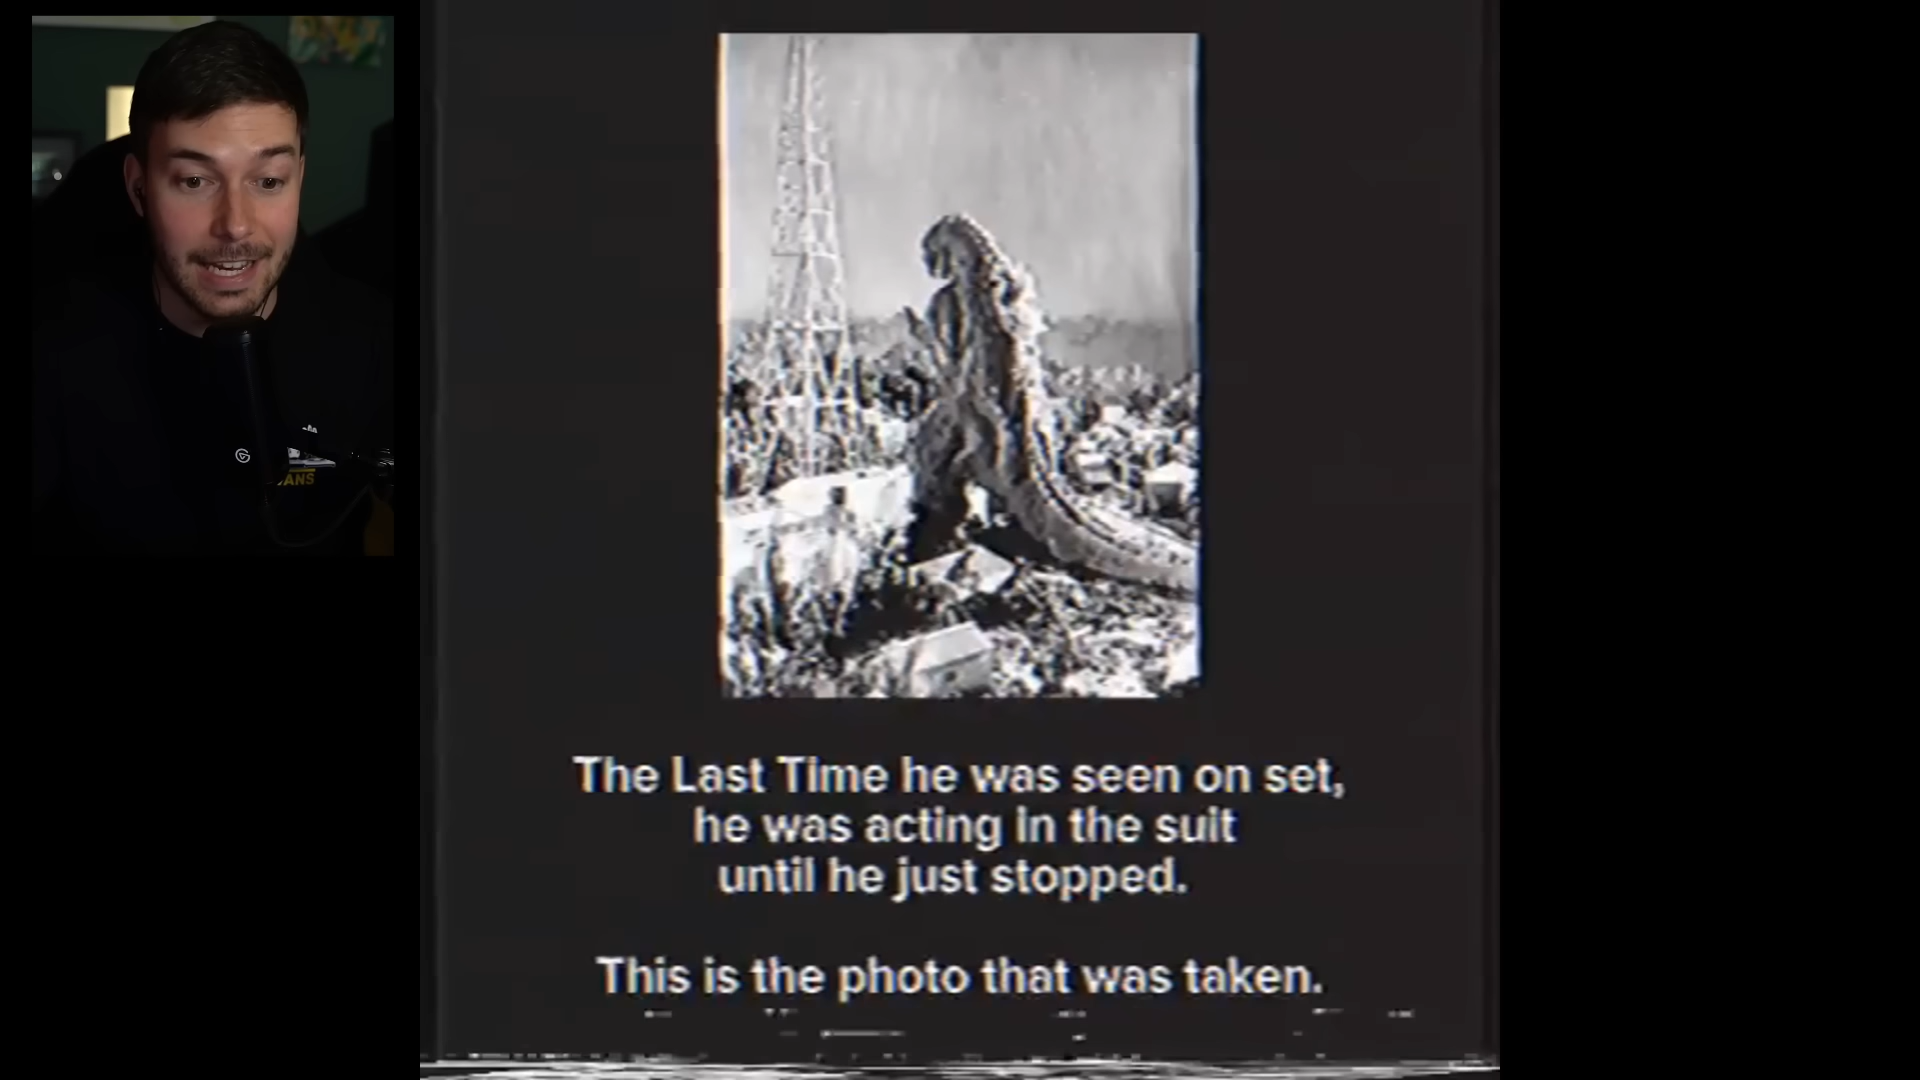 ANS
The Last Time he was seen on set,
he was acting in the suit
until he just stopped.
This is the photo that was taken.